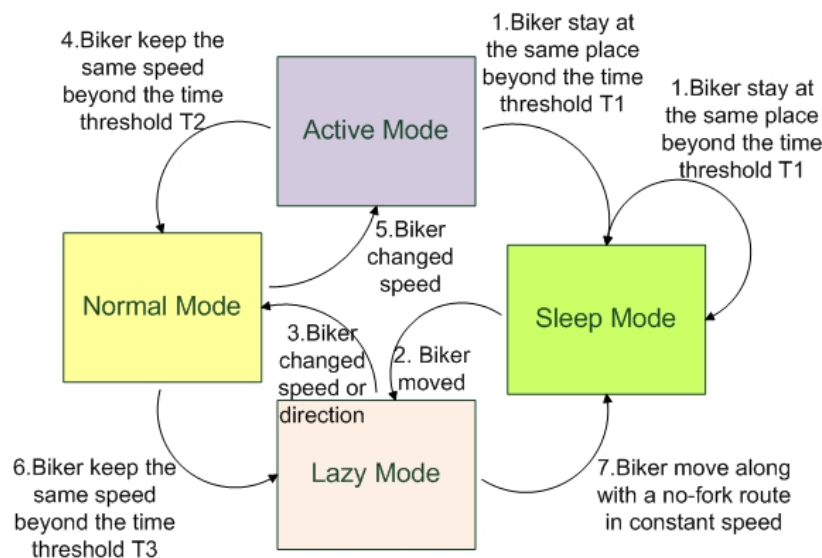 4.Biker keep the
same speed
beyond the time
threshold T2
1.Biker stay at
the same place
beyond the time
threshold T1
1.Biker stay at
the same place
beyond the time
threshold T1
Active Mode
5.Biker
changed
speed
Normal Mode
Sleep Mode
3.Biker
changed
speed or
direction
2. Biker
moved
Lazy Mode
6.Biker keep the
same speed
beyond the time
threshold T3
7.Biker move along
with a no-fork route
in constant speed